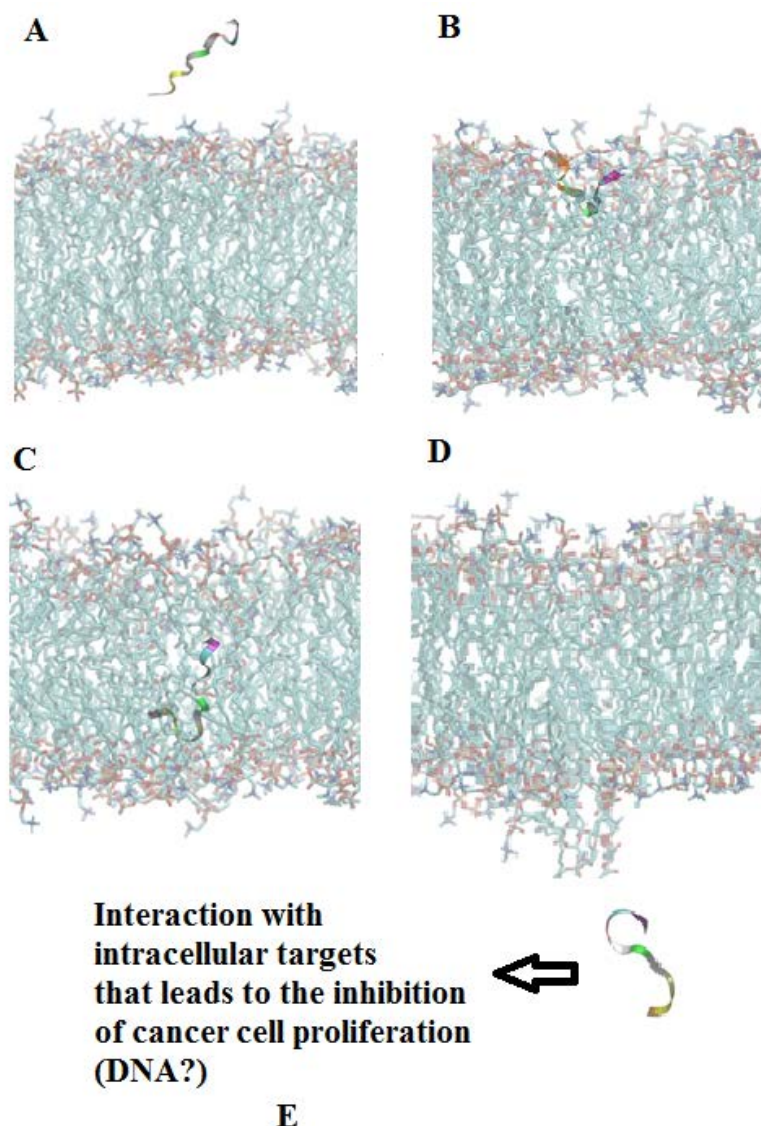 A
B
C
D
Interaction with
intracellular targets
that leads to the inhibition
of cancer cell proliferation
(DNA?)
E